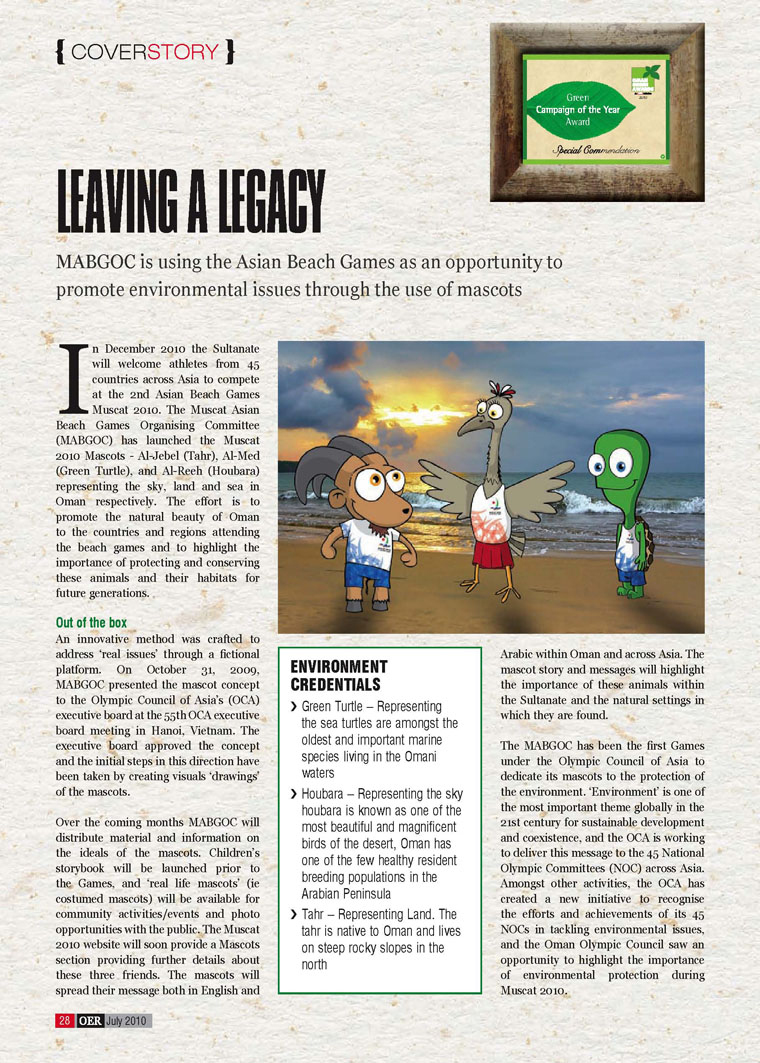 { COVERSTORY }
Green
Campaign of the Year
Award
Special Commendation
2010
LEAVING A LEGACY
MABGOC is using the Asian Beach Games as an opportunity to
promote environmental issues through the use of mascots
In December 2010 the Sultanate
will welcome athletes from 45
countries across Asia to compete
at the 2nd Asian Beach Games
Muscat 2010. The Muscat Asian
Beach Games Organising Committee
(MABGOC) has launched the Muscat
2010 Mascots - Al-Jebel (Tahr), Al-Med
(Green Turtle), and Al-Reeh (Houbara)
representing the sky, land and sea in
Oman respectively. The effort is to
promote the natural beauty of Oman
to the countries and regions attending
the beach games and to highlight the
importance of protecting and conserving
these animals and their habitats for
future generations.
Out of the box
An innovative method was crafted to
address ‘real issues’ through a fictional
platform. On October 31, 2009,
MABGOC presented the mascot concept
to the Olympic Council of Asia’s (OCA)
executive board at the 55th OCA executive
board meeting in Hanoi, Vietnam. The
executive board approved the concept
and the initial steps in this direction have
been taken by creating visuals ‘drawings’
of the mascots.
Over the coming months MABGOC will
distribute material and information on
the ideals of the mascots. Children’s
storybook will be launched prior to
the Games, and ‘real life mascots’ (ie
costumed mascots) will be available for
community activities/events and photo
opportunities with the public. The Muscat
2010 website will soon provide a Mascots
section providing further details about
these three friends. The mascots will
spread their message both in English and
ENVIRONMENT
CREDENTIALS
❯ Green Turtle – Representing
the sea turtles are amongst the
oldest and important marine
species living in the Omani
waters
❯ Houbara – Representing the sky
houbara is known as one of the
most beautiful and magnificent
birds of the desert, Oman has
one of the few healthy resident
breeding populations in the
Arabian Peninsula
❯ Tahr – Representing Land. The
tahr is native to Oman and lives
on steep rocky slopes in the
north
Arabic within Oman and across Asia. The
mascot story and messages will highlight
the importance of these animals within
the Sultanate and the natural settings in
which they are found.
The MABGOC has been the first Games
under the Olympic Council of Asia to
dedicate its mascots to the protection of
the environment. ‘Environment’ is one of
the most important theme globally in the
21st century for sustainable development
and coexistence, and the OCA is working
to deliver this message to the 45 National
Olympic Committees (NOC) across Asia.
Amongst other activities, the OCA has
created a new initiative to recognise
the efforts and achievements of its 45
NOCs in tackling environmental issues,
and the Oman Olympic Council saw an
opportunity to highlight the importance
of environmental protection during
Muscat 2010.
28 OER July 2010